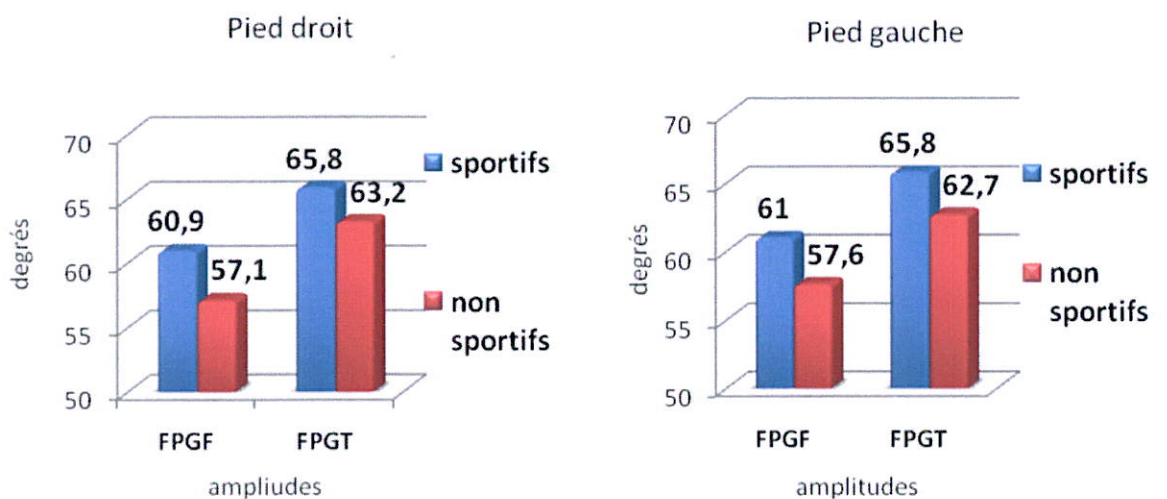 Pied droit
70
65
60
55
50
degrés
60,9
57,1
65,8
63,2
sportifs
non
sportifs
FPGF
FPGT
ampliudes
Pied gauche
70
65
60
55
50
degrés
61
57,6
65,8
62,7
sportifs
non
sportifs
FPGF
FPGT
amplitudes